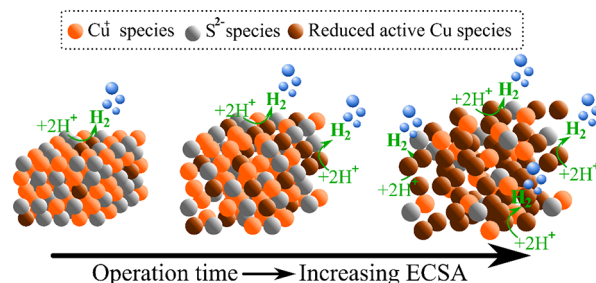 Cu⁺ species S²⁻ species Reduced active Cu species
+2H⁺ H₂
+2H⁺ H₂ H₂ +2H⁺
+2H⁺ H₂ H₂ H₂
+2H⁺ +2H⁺
H₂
+2H⁺
Operation time → Increasing ECSA